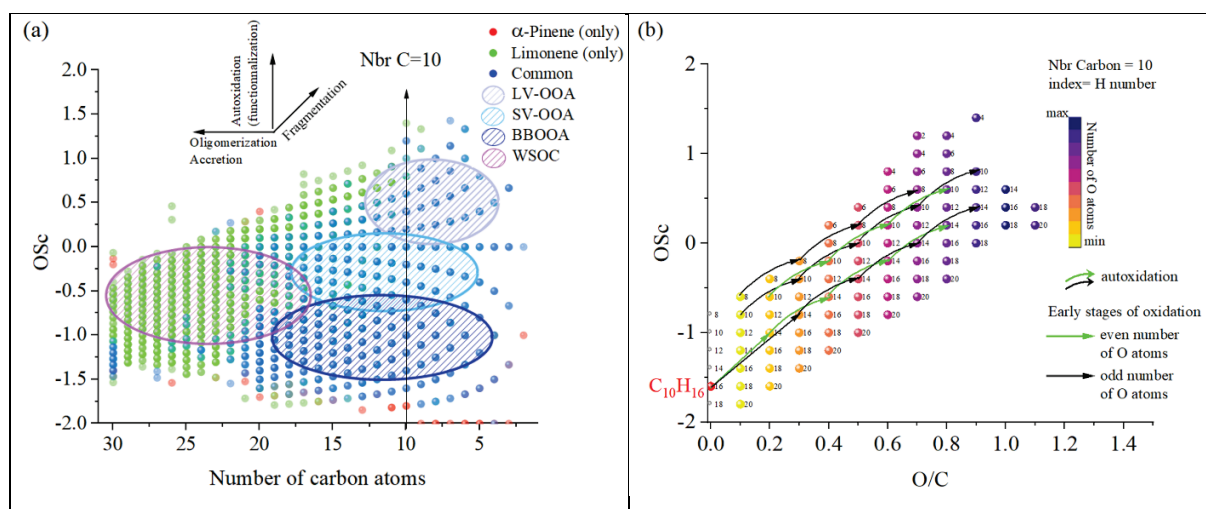 (a)
α-Pinene (only)
Limonene (only)
Common
LV-OOA
SV-OOA
BBOOA
WSOC
Nbr C=10
Autoxidation
(functionnalization)
Fragmentation
Oligomerization
Accretion
OSc
2.0
1.5
1.0
0.5
0.0
-0.5
-1.0
-1.5
-2.0
30
25
20
15
10
5
Number of carbon atoms
(b)
Nbr Carbon = 10
index= H number
max
Number of O atoms
min
autoxidation
Early stages of oxidation
even number
of O atoms
odd number
of O atoms
C10H16
OSc
2
1
0
-1
-2
0.0
0.2
0.4
0.6
0.8
1.0
1.2
1.4
O/C